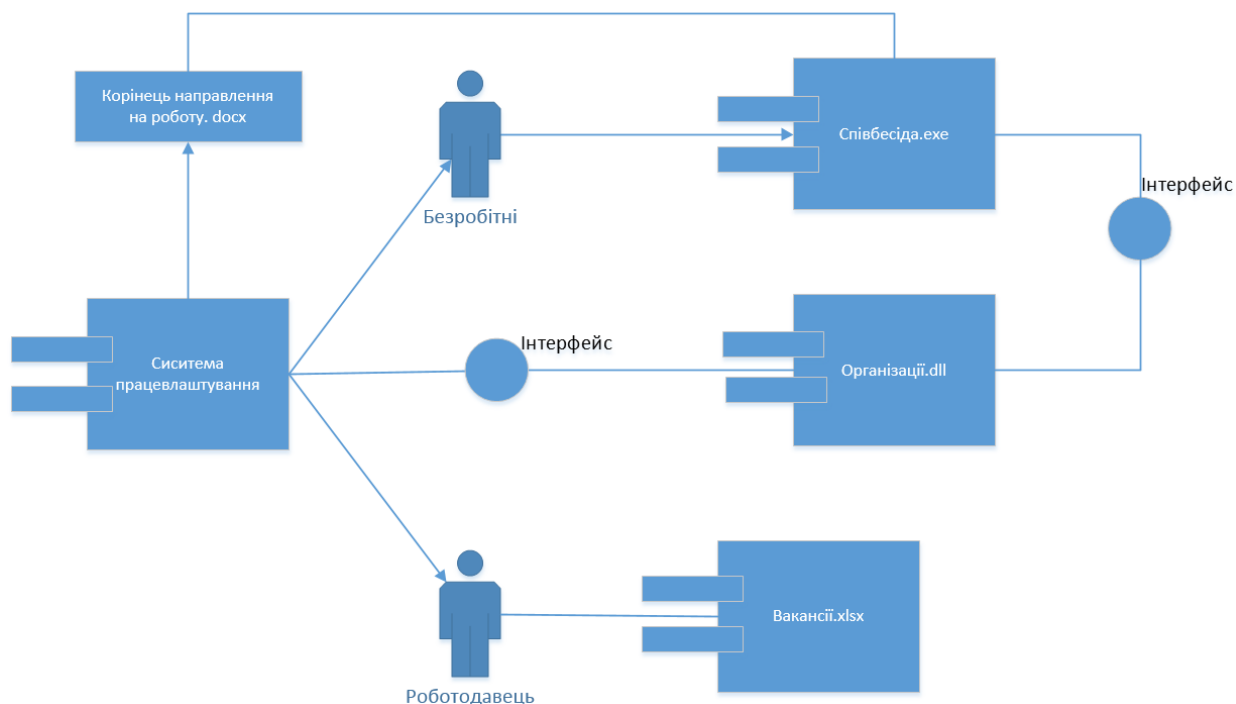 Корінець направлення
на роботу. docx
Співбесіда.exe
Інтерфейс
Безробітні
Сиситема
працевлаштування
Інтерфейс
Організації.dll
Вакансії.xlsx
Роботодавець